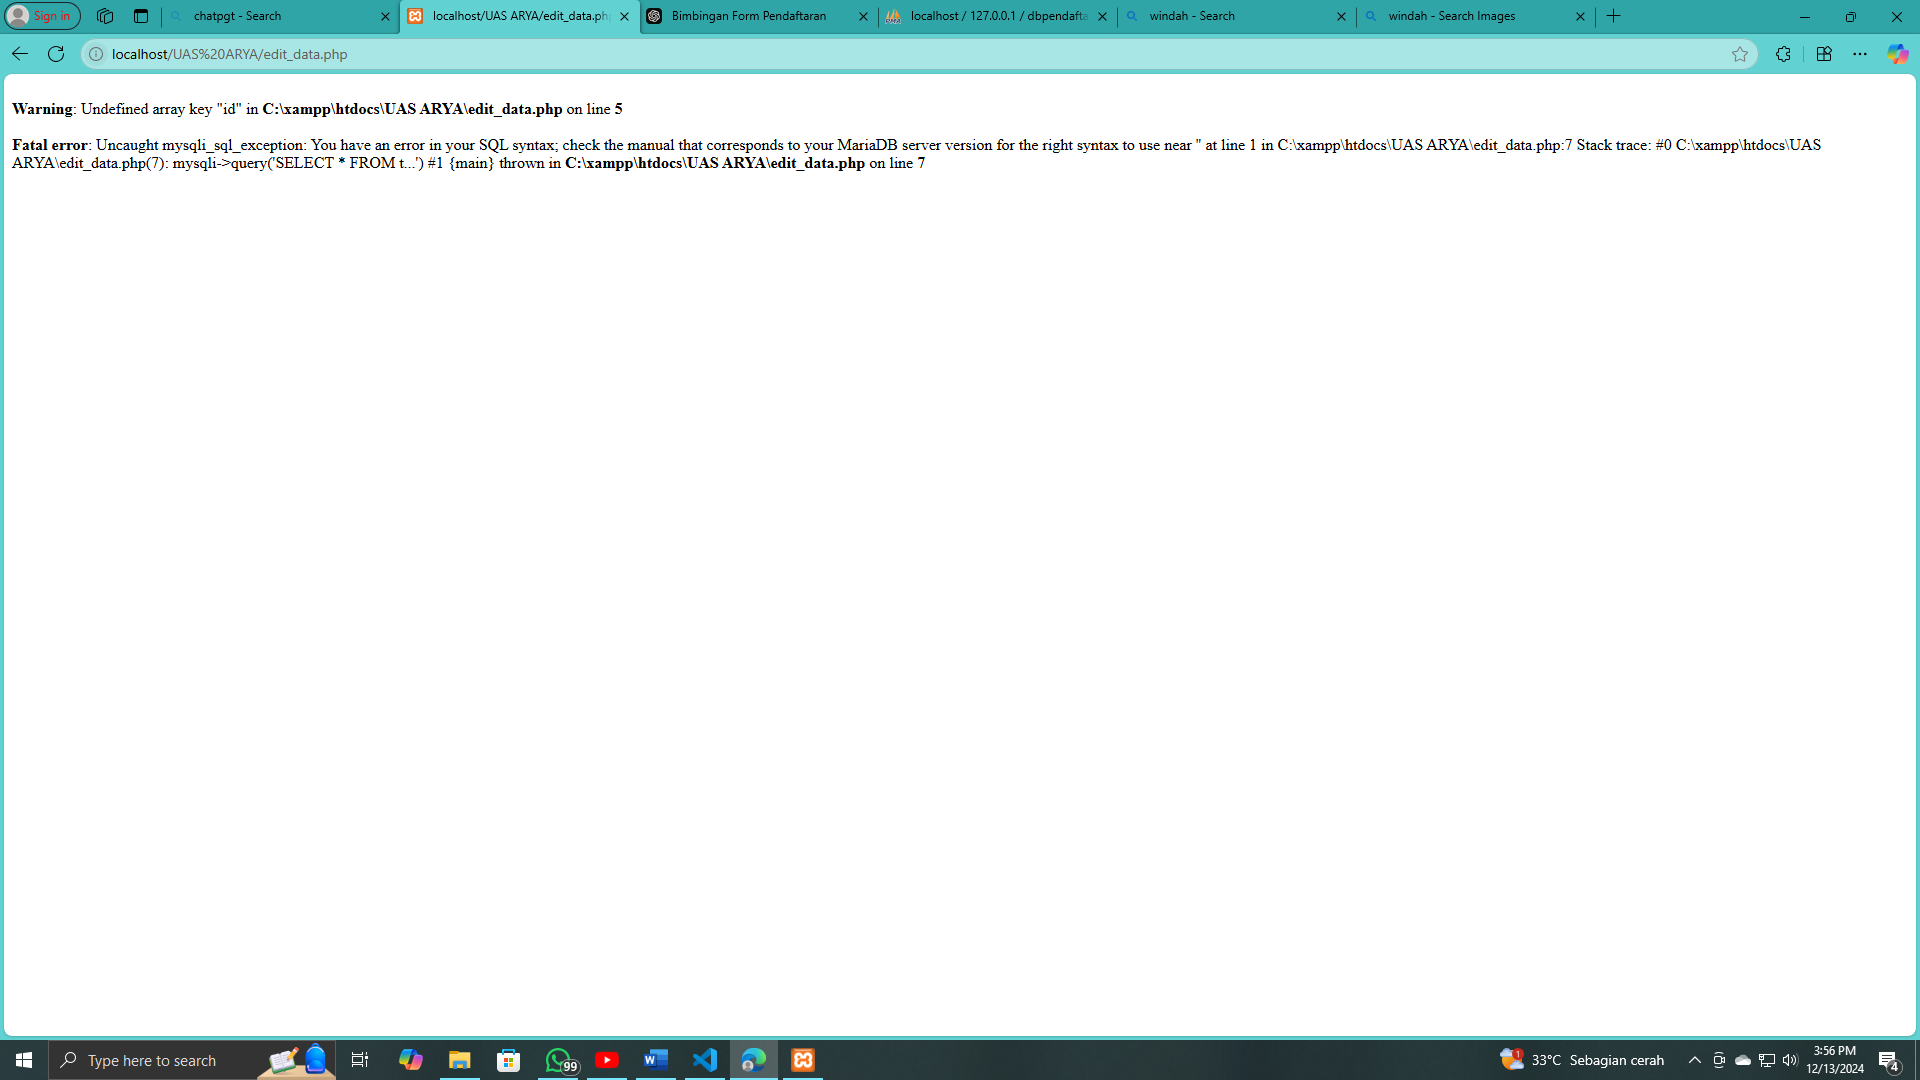 Sign in
chatpgt - Search
localhost/UAS ARYA/edit_data.php
Bimbingan Form Pendaftaran
localhost / 127.0.0.1 / dbpendafta
windah - Search
windah - Search Images
localhost/UAS%20ARYA/edit_data.php
Warning: Undefined array key "id" in C:\xampp\htdocs\UAS ARYA\edit_data.php on line 5
Fatal error: Uncaught mysqli_sql_exception: You have an error in your SQL syntax; check the manual that corresponds to your MariaDB server version for the right syntax to use near '' at line 1 in C:\xampp\htdocs\UAS ARYA\edit_data.php:7 Stack trace: #0 C:\xampp\htdocs\UAS
ARYA\edit_data.php(7): mysqli->query('SELECT * FROM t...') #1 {main} thrown in C:\xampp\htdocs\UAS ARYA\edit_data.php on line 7
Type here to search
99
1
33°C Sebagian cerah
3:56 PM
12/13/2024
4